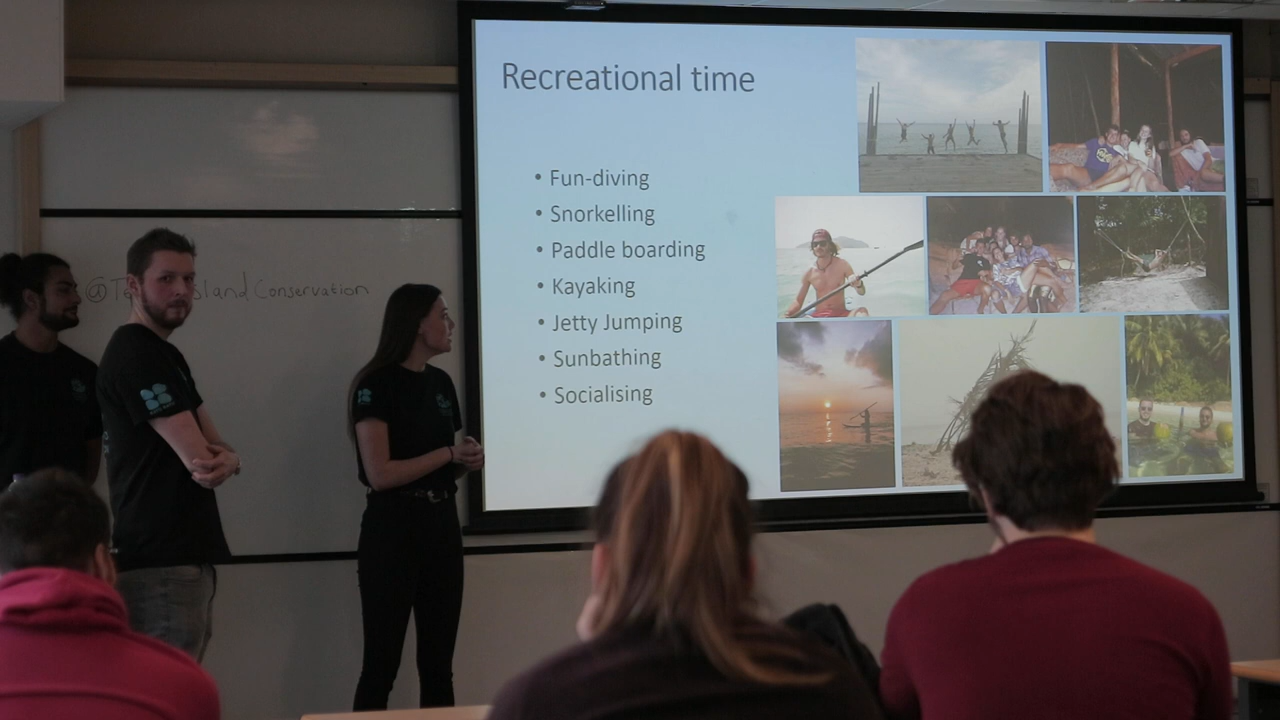 Recreational time
• Fun-diving
• Snorkelling
• Paddle boarding
• Kayaking
• Jetty Jumping
• Sunbathing
• Socialising
Conservation